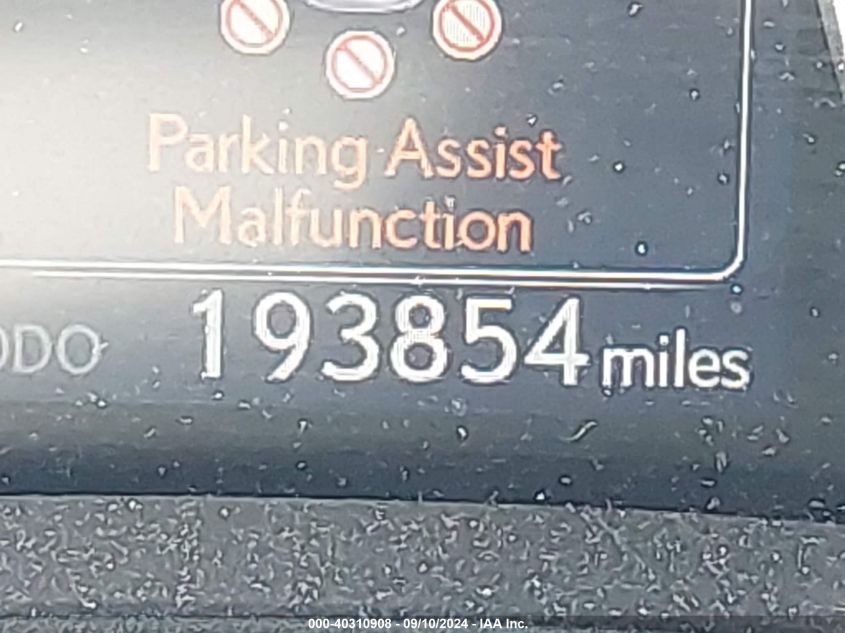 Parking Assist
Malfunction
ODO 193854 miles
000-40310908 - 09/10/2024 - IAA Inc.